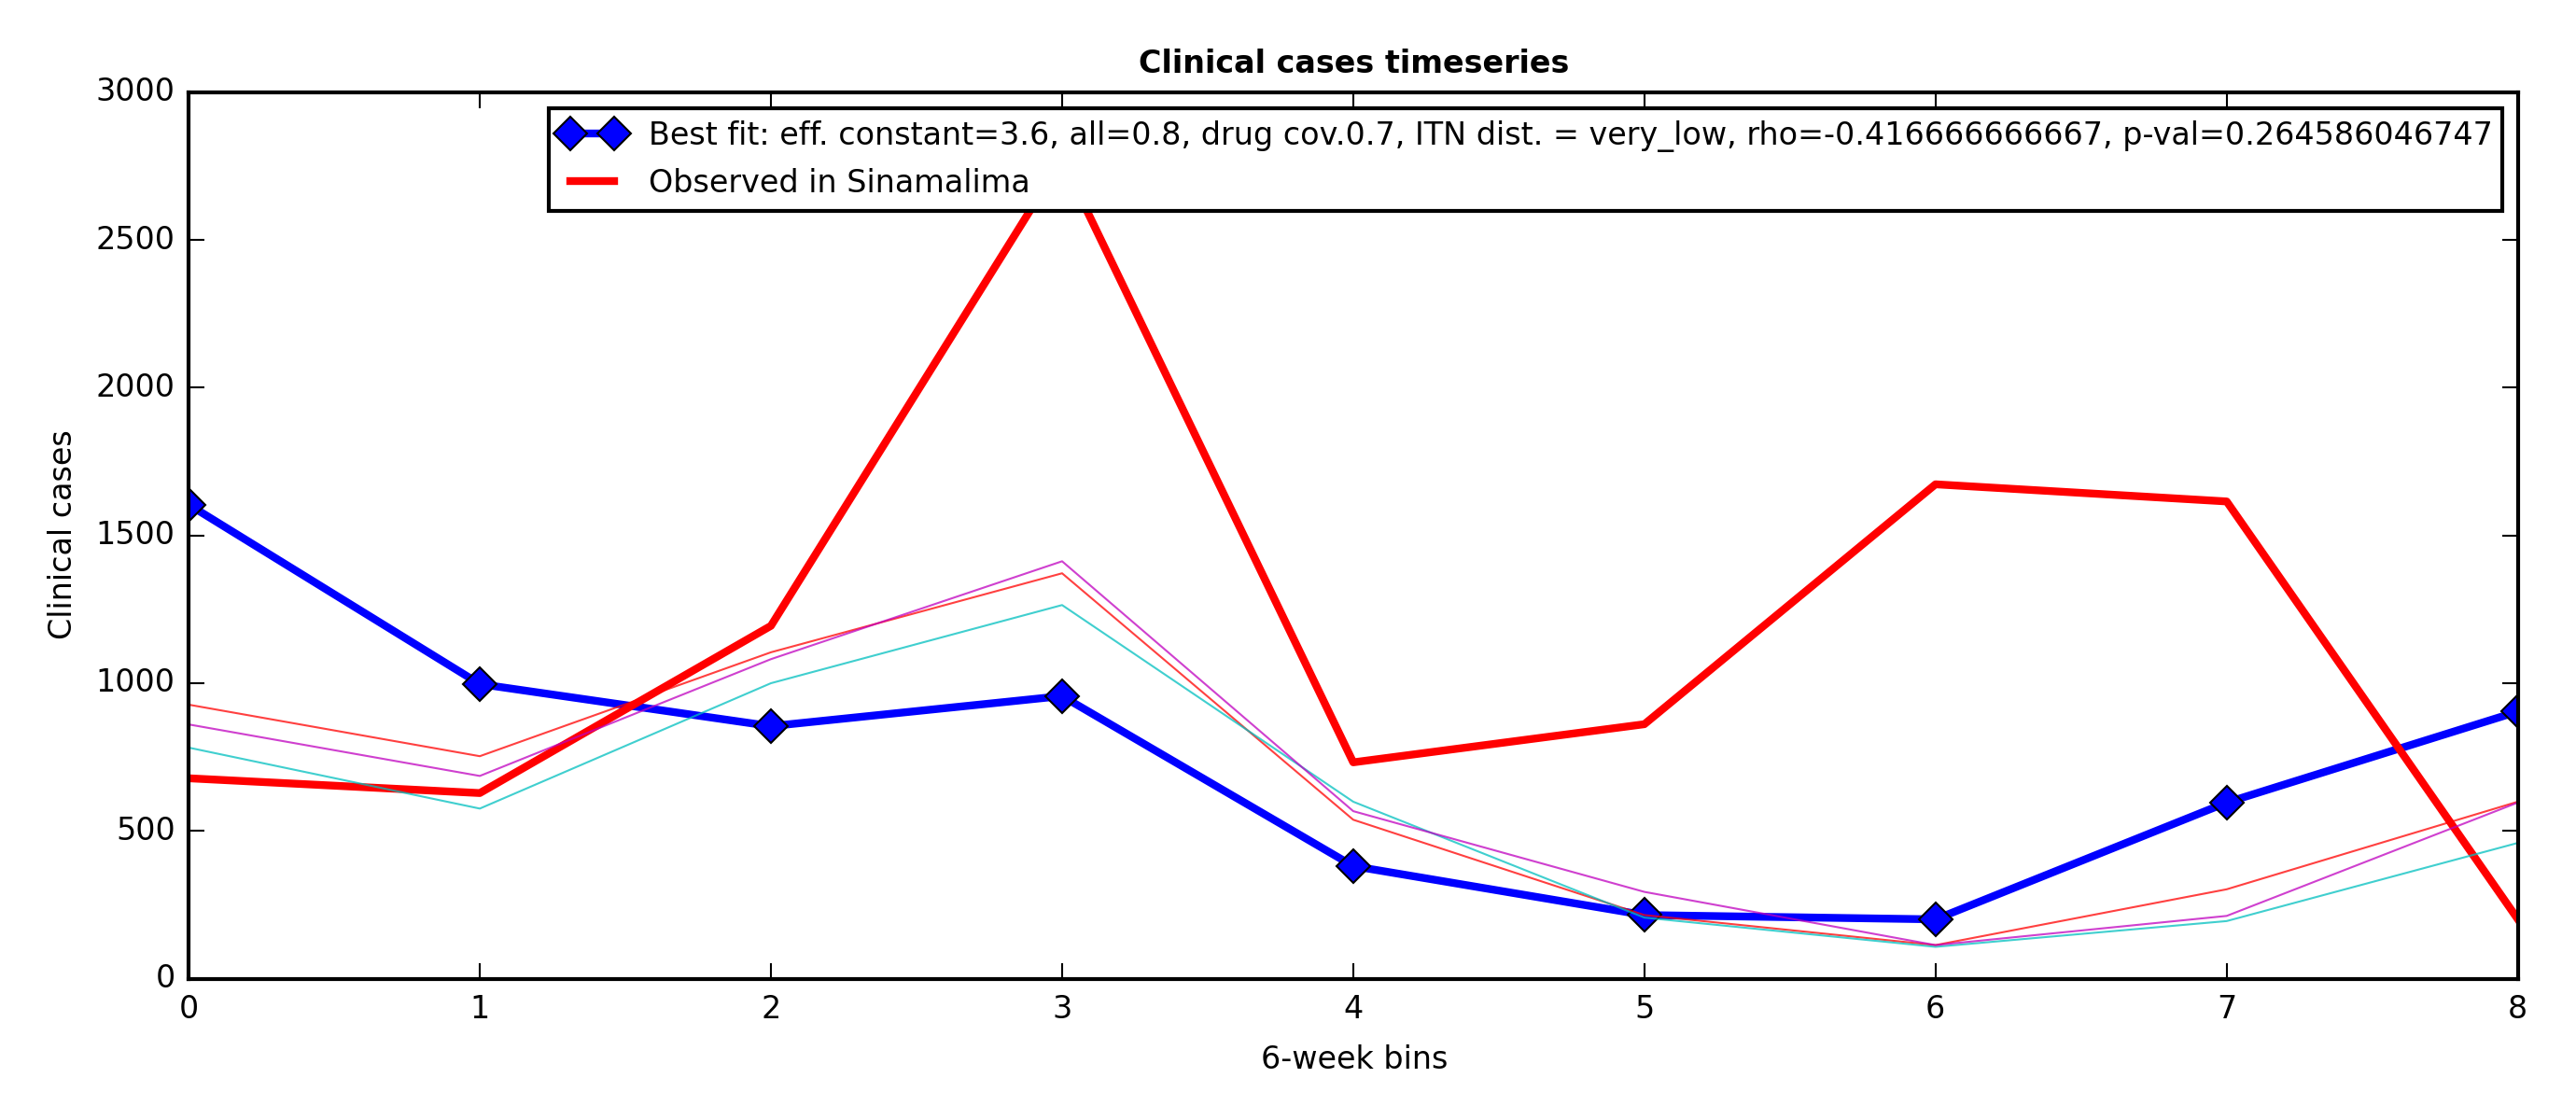 Clinical cases timeseries
3000
2500
2000
1500
1000
500
0
Clinical cases
Best fit: eff. constant=3.6, all=0.8, drug cov.0.7, ITN dist. = very_low, rho=-0.416666666667, p-val=0.264586046747
Observed in Sinamalima
0 1 2 3 4 5 6 7 8
6-week bins